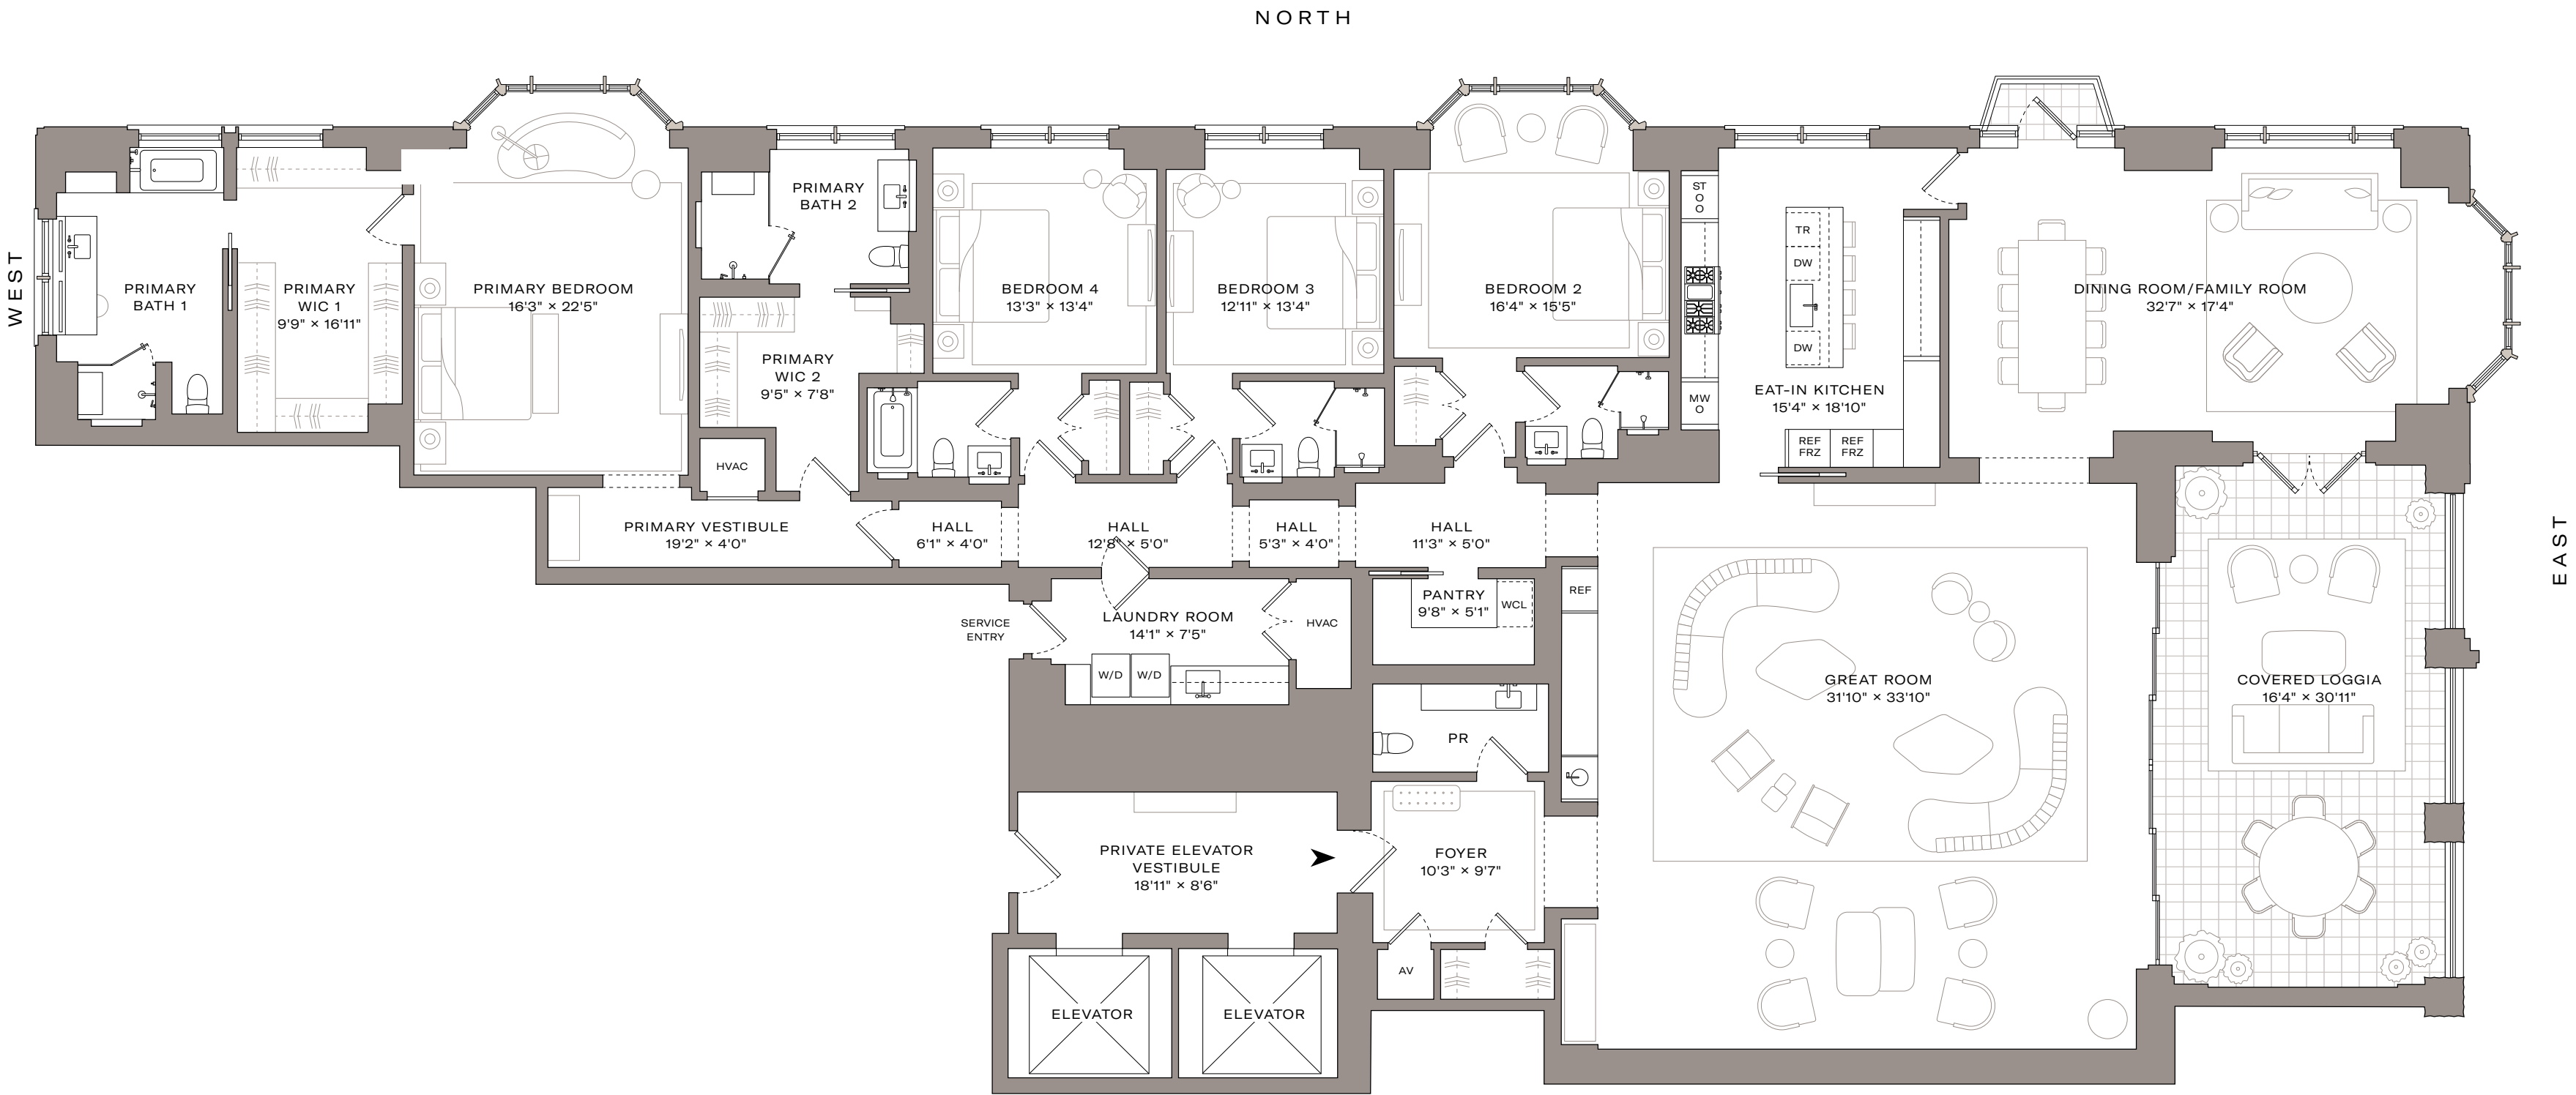 NORTH
WEST
EAST
PRIMARY
BATH 1
PRIMARY
WIC 1
9'9" × 16'11"
PRIMARY BEDROOM
16'3" × 22'5"
PRIMARY
BATH 2
PRIMARY
WIC 2
9'5" × 7'8"
HVAC
BEDROOM 4
13'3" × 13'4"
BEDROOM 3
12'11" × 13'4"
BEDROOM 2
16'4" × 15'5"
ST
O
O
MW
O
TR
DW
DW
EAT-IN KITCHEN
15'4" × 18'10"
REF
FRZ
REF
FRZ
DINING ROOM/FAMILY ROOM
32'7" × 17'4"
PRIMARY VESTIBULE
19'2" × 4'0"
HALL
6'1" × 4'0"
HALL
12'8" × 5'0"
HALL
5'3" × 4'0"
HALL
11'3" × 5'0"
SERVICE
ENTRY
LAUNDRY ROOM
14'1" × 7'5"
W/D
W/D
HVAC
PANTRY
9'8" × 5'1"
WCL
REF
PR
GREAT ROOM
31'10" × 33'10"
COVERED LOGGIA
16'4" × 30'11"
PRIVATE ELEVATOR
VESTIBULE
18'11" × 8'6"
FOYER
10'3" × 9'7"
AV
ELEVATOR
ELEVATOR